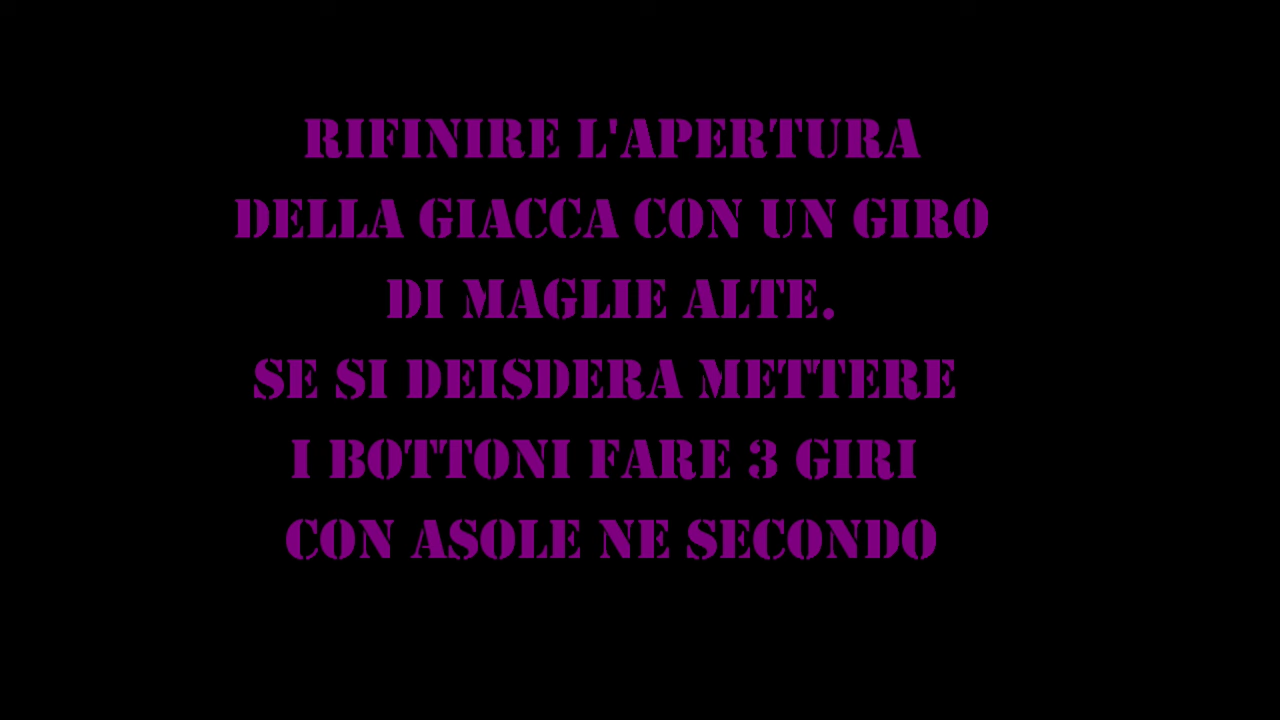 RIFINIRE L'APERTURA
DELLA GIACCA CON UN GIRO
DI MAGLIE ALTE.
SE SI DEISDERA METTERE
I BOTTONI FARE 3 GIRI
CON ASOLE NE SECONDO